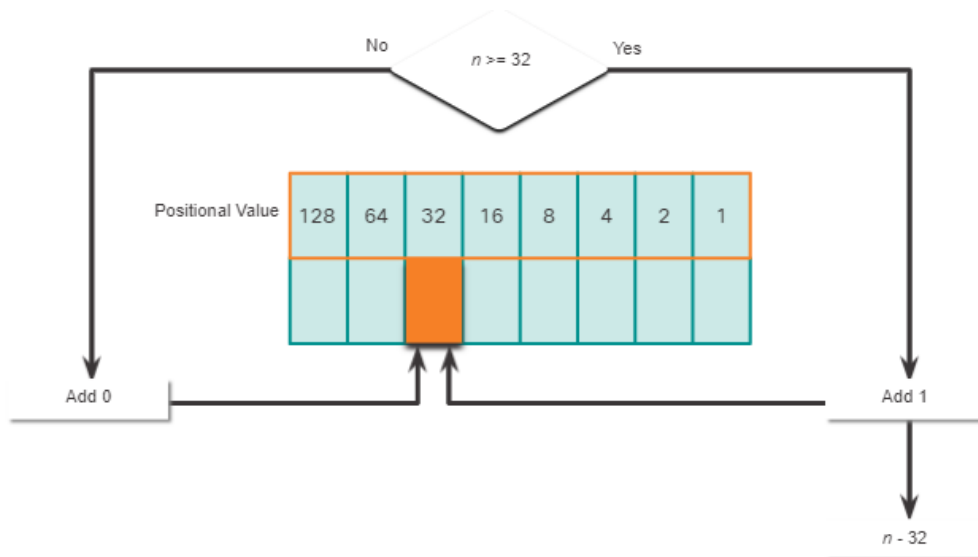 No
n >= 32
Yes
Positional Value
128 64 32 16 8 4 2 1
Add 0
Add 1
n - 32